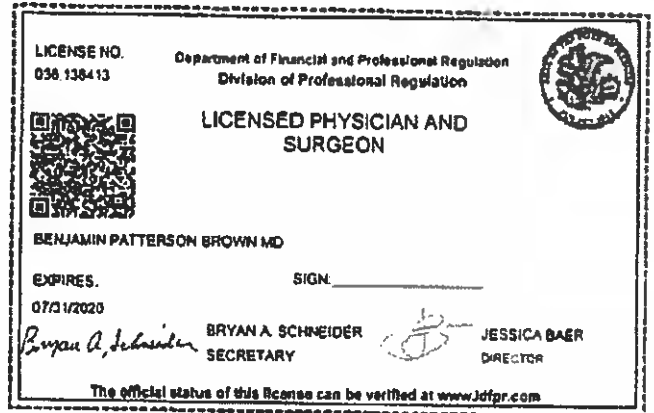 LICENSE NO.
036.138413
Department of Financial and Professional Regulation
Division of Professional Regulation
LICENSED PHYSICIAN AND
SURGEON
BENJAMIN PATTERSON BROWN MD
EXPIRES.
07/31/2020
SIGN:
Bryan A. Schneider
BRYAN A. SCHNEIDER
SECRETARY
JESSICA BAER
DIRECTOR
The official status of this license can be verified at www.idfpr.com